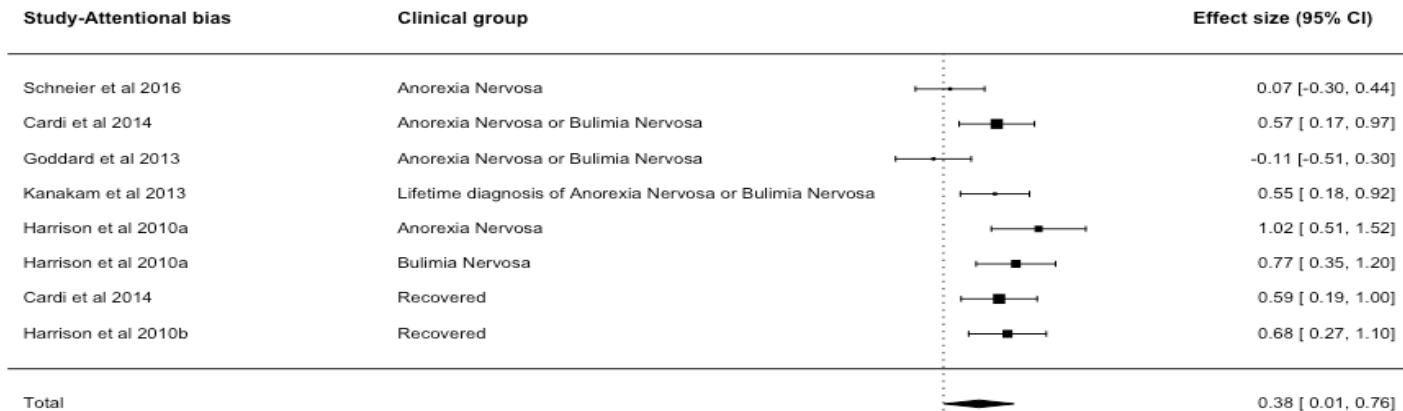 Study-Attentional bias Clinical group Effect size (95% CI)
Schneier et al 2016 Anorexia Nervosa 0.07 [-0.30, 0.44]
Cardi et al 2014 Anorexia Nervosa or Bulimia Nervosa 0.57 [ 0.17, 0.97]
Goddard et al 2013 Anorexia Nervosa or Bulimia Nervosa -0.11 [-0.51, 0.30]
Kanakam et al 2013 Lifetime diagnosis of Anorexia Nervosa or Bulimia Nervosa 0.55 [ 0.18, 0.92]
Harrison et al 2010a Anorexia Nervosa 1.02 [ 0.51, 1.52]
Harrison et al 2010a Bulimia Nervosa 0.77 [ 0.35, 1.20]
Cardi et al 2014 Recovered 0.59 [ 0.19, 1.00]
Harrison et al 2010b Recovered 0.68 [ 0.27, 1.10]
Total 0.38 [ 0.01, 0.76]